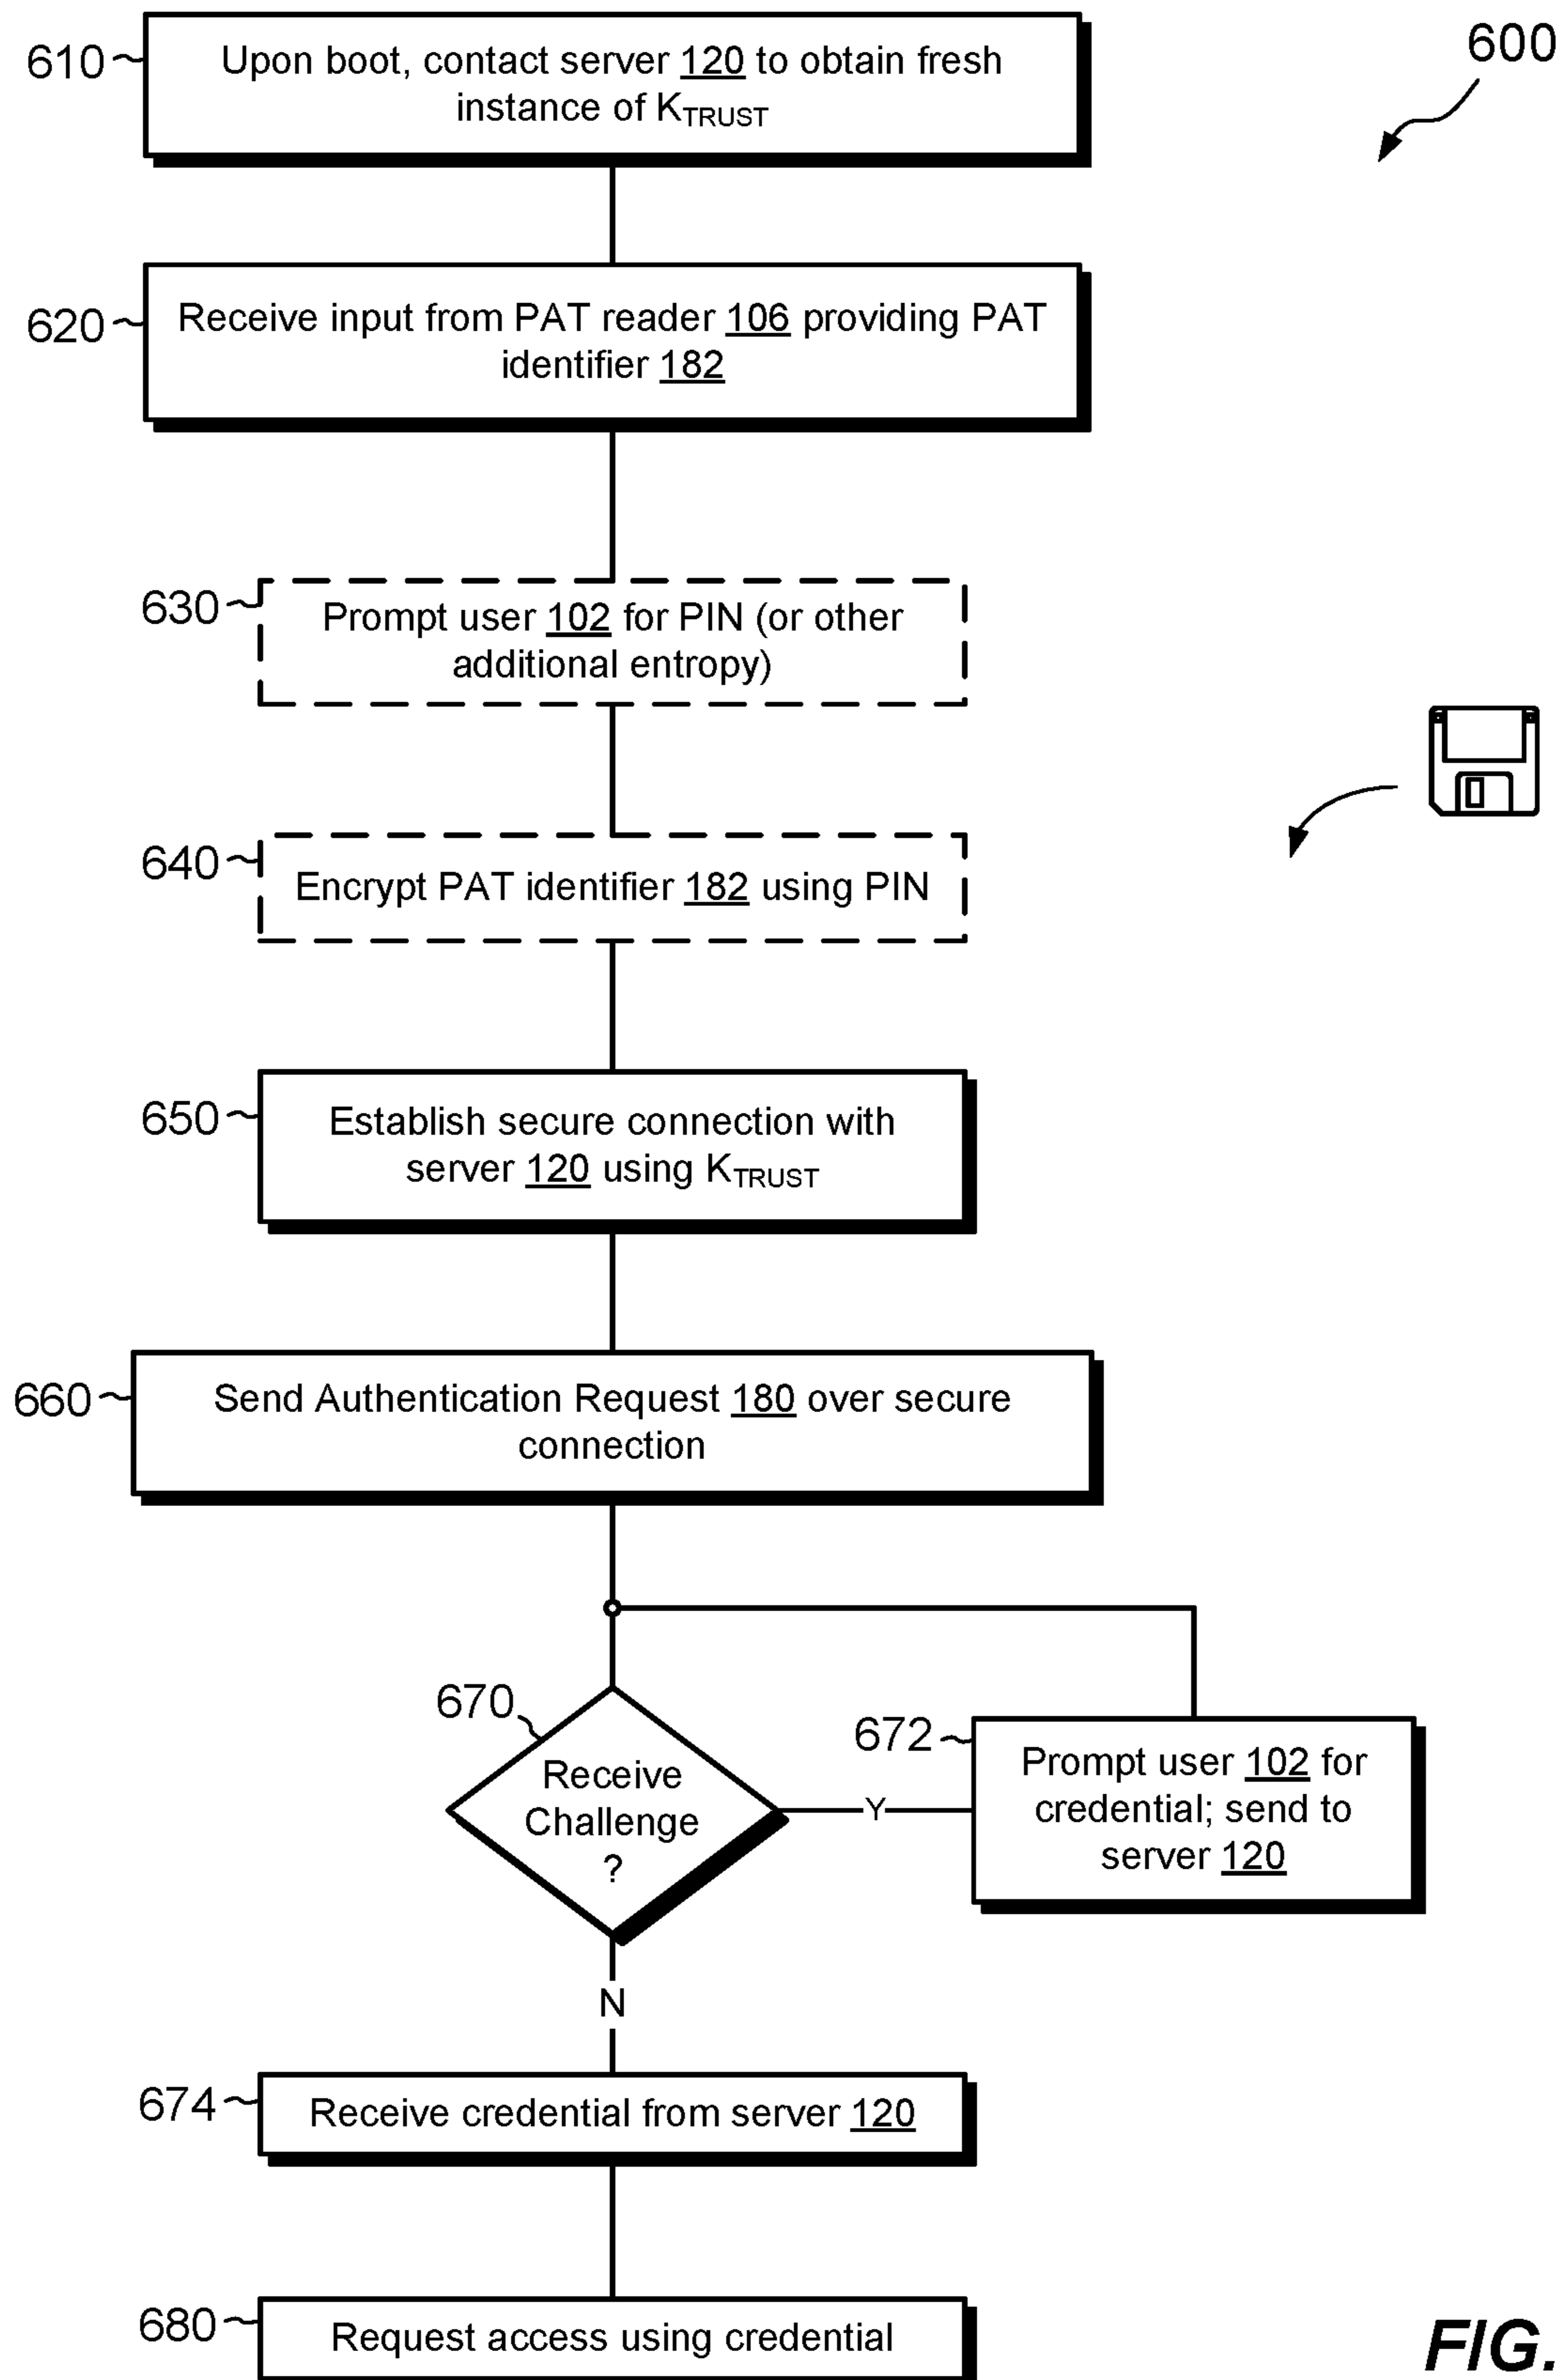 600
610
Upon boot, contact server 120 to obtain fresh
instance of KTRUST
620
Receive input from PAT reader 106 providing PAT
identifier 182
630
Prompt user 102 for PIN (or other
additional entropy)
640
Encrypt PAT identifier 182 using PIN
650
Establish secure connection with
server 120 using KTRUST
660
Send Authentication Request 180 over secure
connection
670
Receive
Challenge
?
Y
672
Prompt user 102 for
credential; send to
server 120
N
674
Receive credential from server 120
680
Request access using credential
FIG.